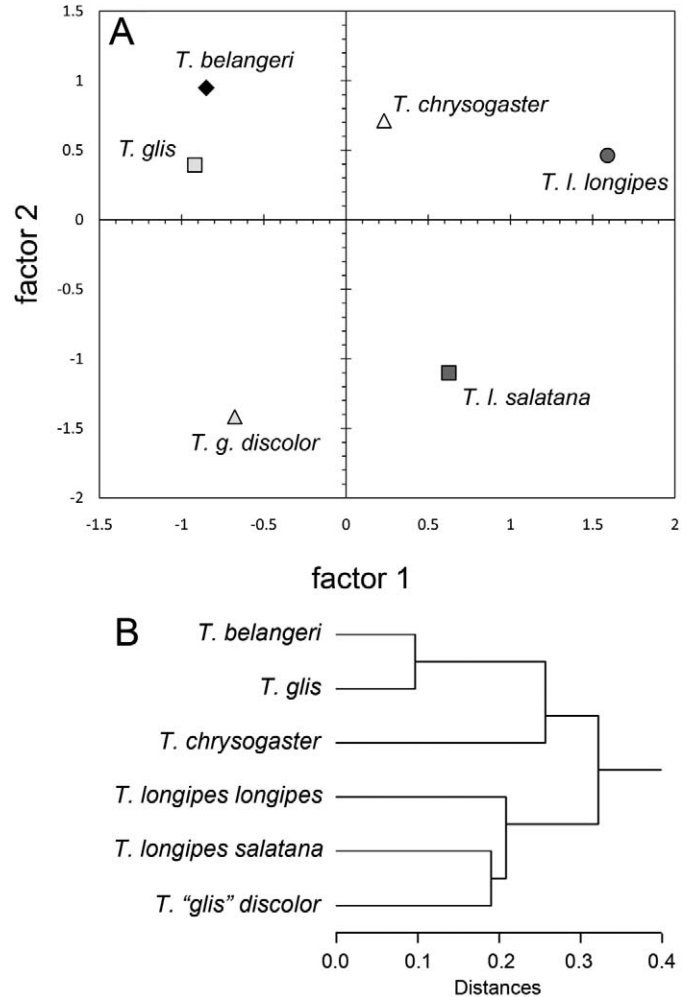 A
1.5
T. belangeri
1
T. chrysogaster
T. glis
0.5
T. l. longipes
0
factor 2
-0.5
-1
T. l. salatana
-1.5
T. g. discolor
-2
-1.5 -1 -0.5 0 0.5 1 1.5 2
factor 1
B
T. belangeri
T. glis
T. chrysogaster
T. longipes longipes
T. longipes salatana
T. “glis” discolor
0.0 0.1 0.2 0.3 0.4
Distances